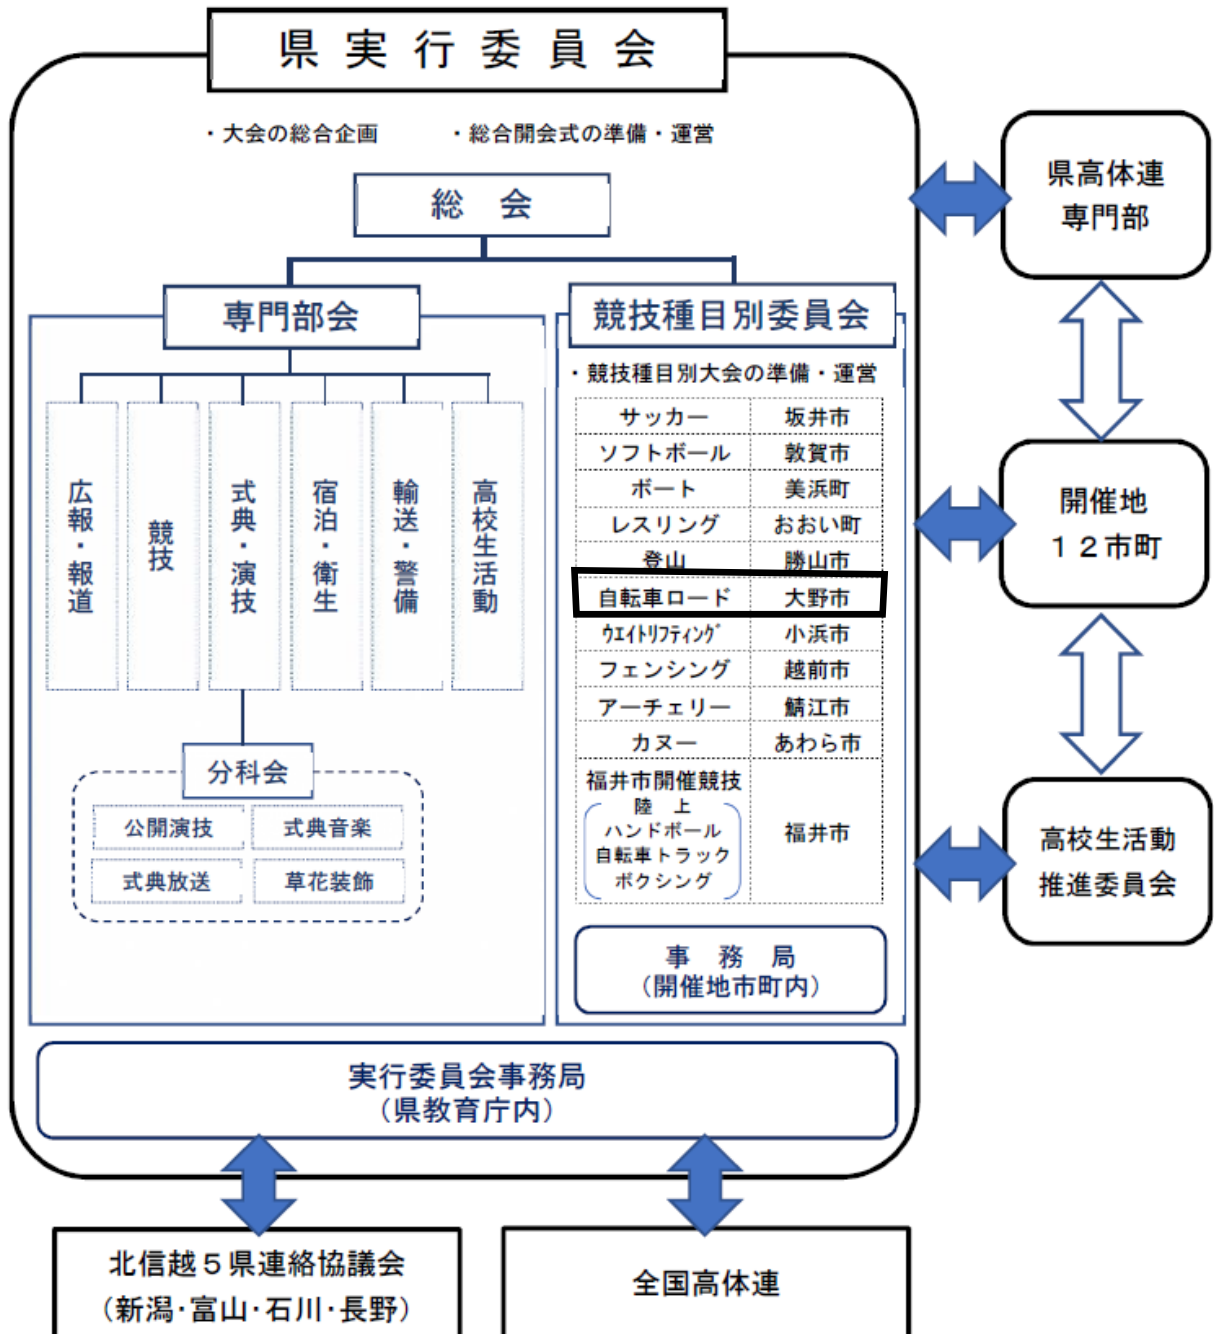 県実行委員会
・大会の総合企画　・総合開会式の準備・運営
総　会
専門部会
広報・報道
競技
式典・演技
宿泊・衛生
輸送・警備
高校生活動
分科会
公開演技　式典音楽
式典放送　草花装飾
競技種目別委員会
・競技種目別大会の準備・運営
サッカー　坂井市
ソフトボール　敦賀市
ボート　美浜町
レスリング　おおい町
登山　勝山市
自転車ロード　大野市
ｳｴｲﾄﾘﾌﾃｨﾝｸﾞ　小浜市
フェンシング　越前市
アーチェリー　鯖江市
カヌー　あわら市
福井市開催競技
陸　上
ハンドボール　福井市
自転車トラック
ボクシング
事　務　局
（開催地市町内）
実行委員会事務局
（県教育庁内）
県高体連
専門部
開催地
１２市町
高校生活動
推進委員会
北信越５県連絡協議会
（新潟・富山・石川・長野）
全国高体連